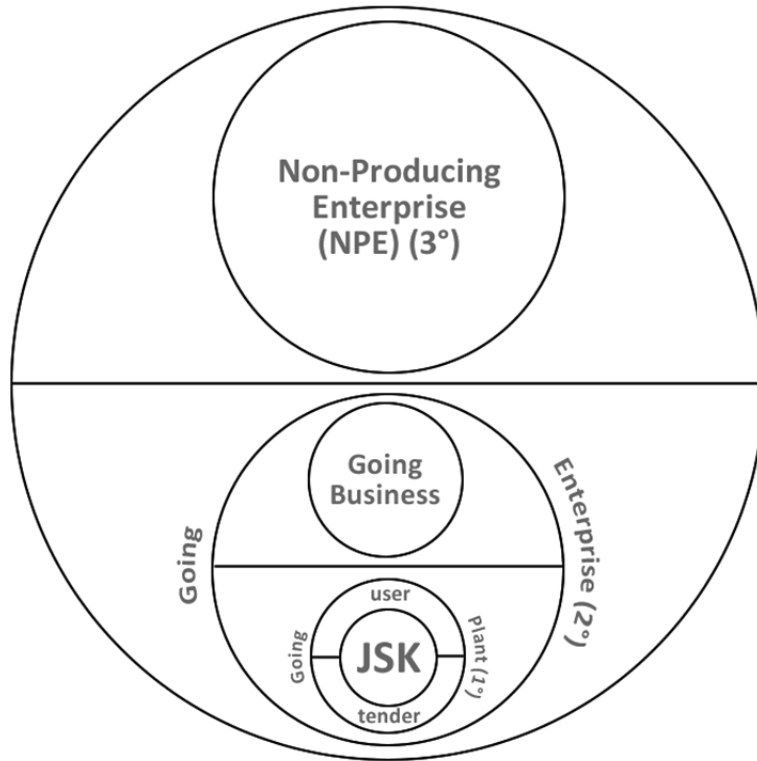 Non-Producing
Enterprise
(NPE) (3°)
Going
Business
Going
Enterprise (2°)
user
Going
JSK
Plant (1°)
tender